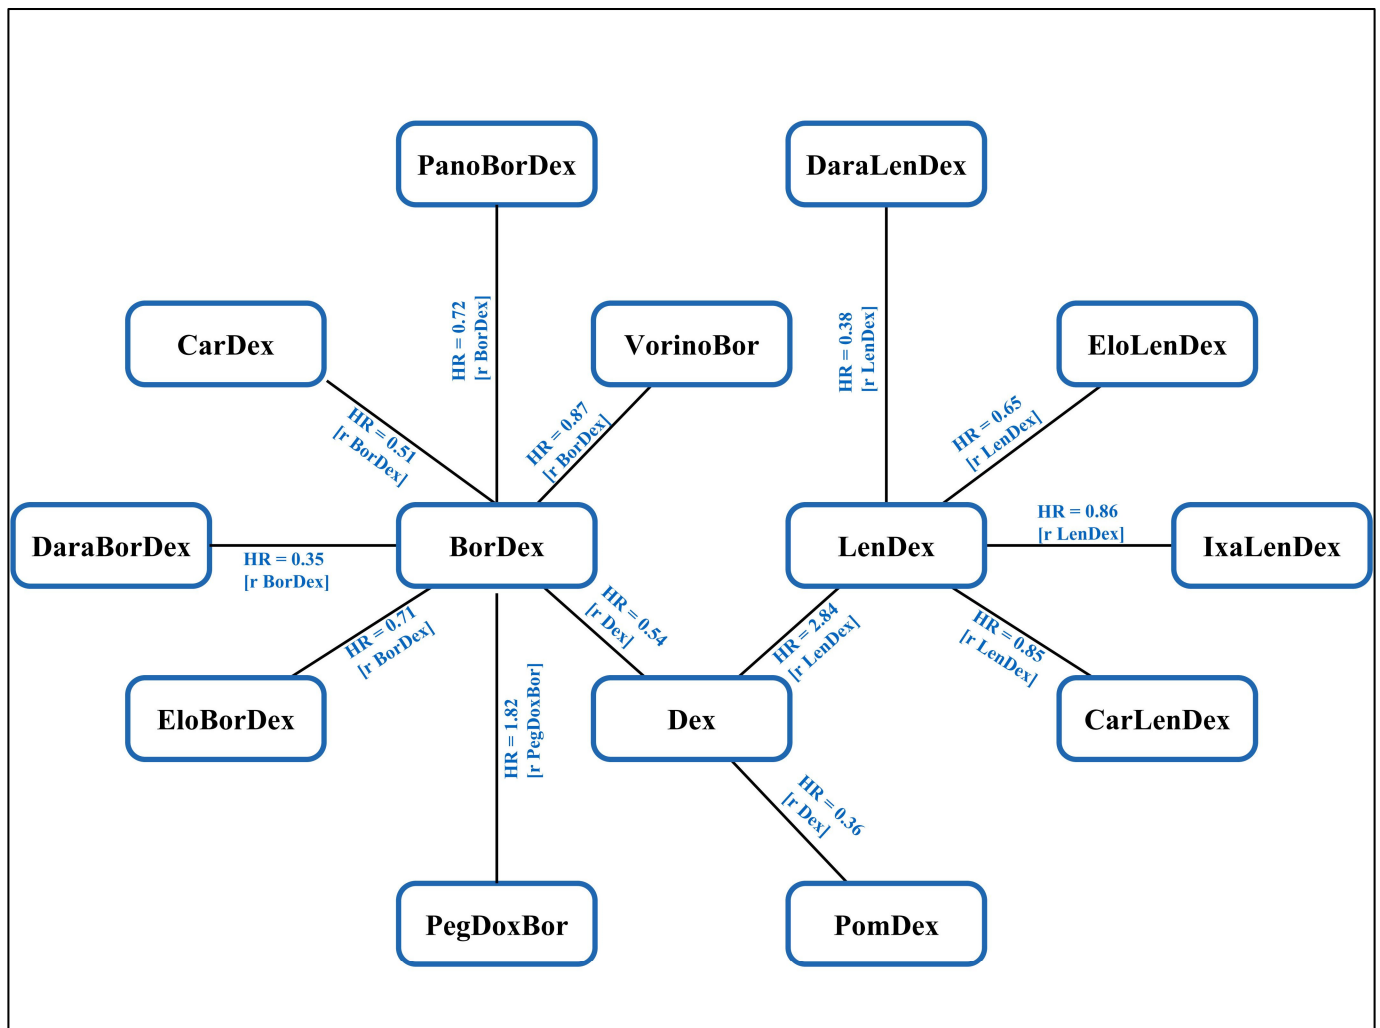 PanoBorDex
DaraLenDex
HR = 0.72
[r BorDex]
HR = 0.38
[r LenDex]
CarDex
VorinoBor
EloLenDex
HR = 0.51
[r BorDex]
HR = 0.87
[r BorDex]
HR = 0.65
[r LenDex]
DaraBorDex
HR = 0.35
[r BorDex]
BorDex
LenDex
HR = 0.86
[r LenDex]
IxaLenDex
HR = 0.71
[r BorDex]
HR = 1.82
[r PegDoxBor]
HR = 0.54
[r Dex]
HR = 2.84
[r LenDex]
HR = 0.85
[r LenDex]
EloBorDex
Dex
CarLenDex
HR = 0.36
[r Dex]
PegDoxBor
PomDex